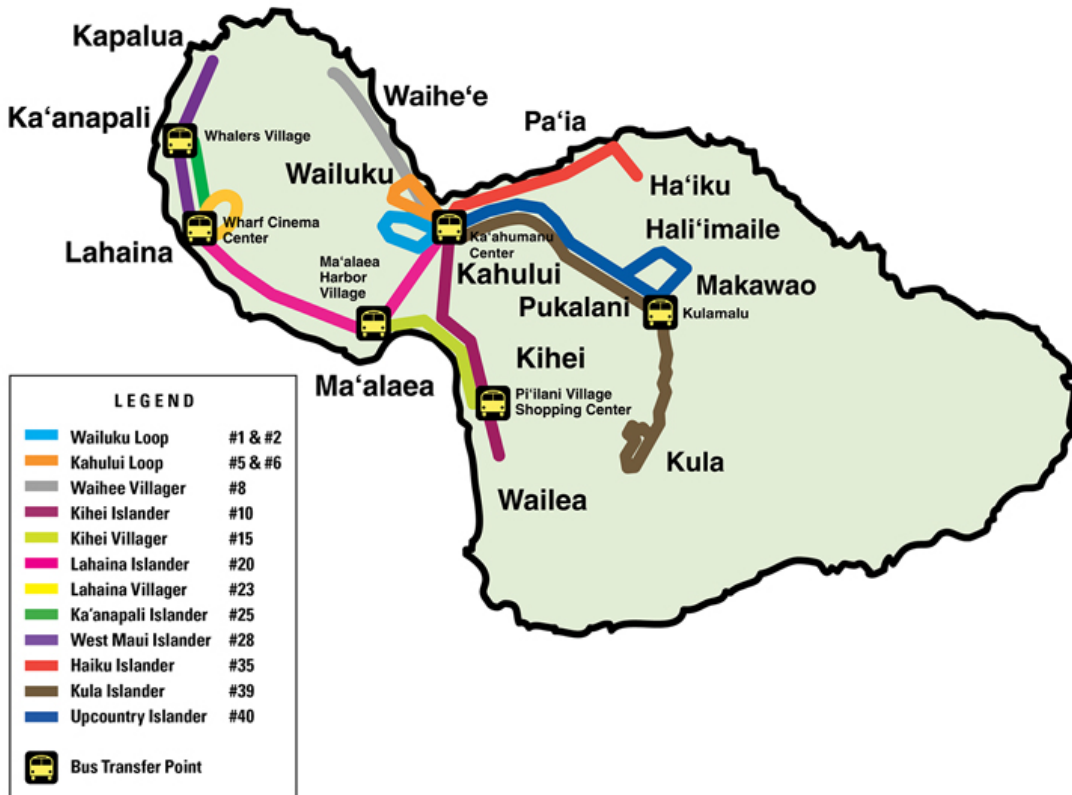 Kapalua
Ka‘anapali
Whalers Village
Waihe‘e
Pa‘ia
Wailuku
Ha‘iku
Wharf Cinema
Center
Lahaina
Ka‘ahumanu
Center
Hali‘imaile
Ma‘alaea
Harbor
Village
Kahului
Makawao
Pukalani
Kulamalu
Ma‘alaea
Kihei
Pi‘ilani Village
Shopping Center
Kula
Wailea
LEGEND
Wailuku Loop #1 & #2
Kahului Loop #5 & #6
Waihee Villager #8
Kihei Islander #10
Kihei Villager #15
Lahaina Islander #20
Lahaina Villager #23
Ka‘anapali Islander #25
West Maui Islander #28
Haiku Islander #35
Kula Islander #39
Upcountry Islander #40
Bus Transfer Point